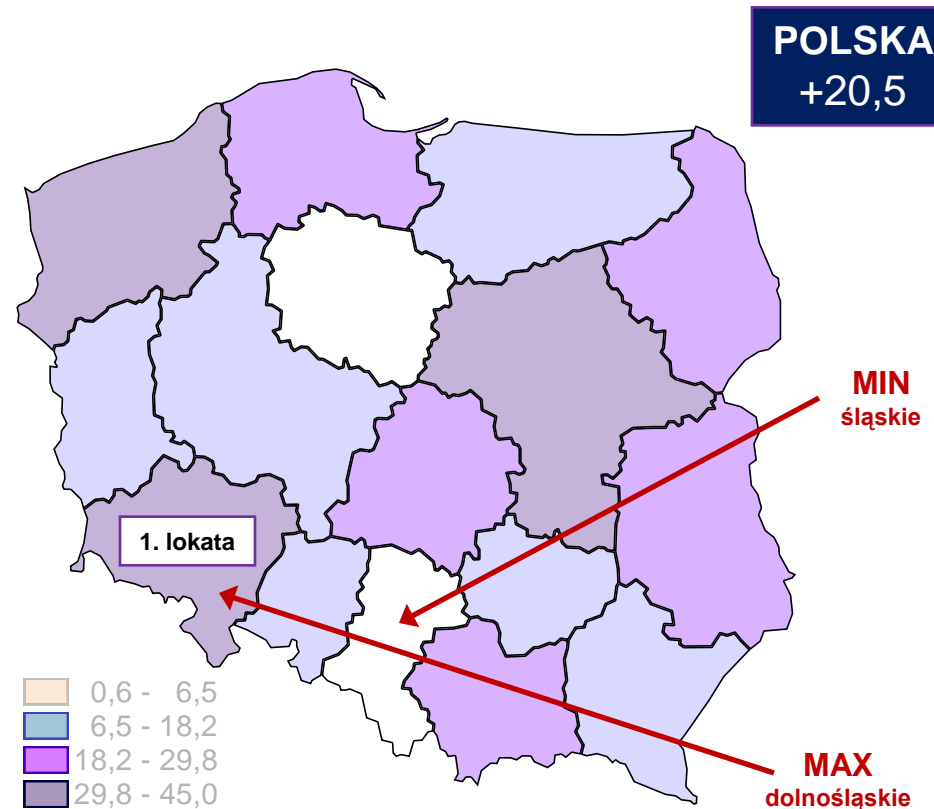 POLSKA
+20,5
MIN
śląskie
1. lokata
0,6 - 6,5
6,5 - 18,2
18,2 - 29,8
29,8 - 45,0
MAX
dolnośląskie